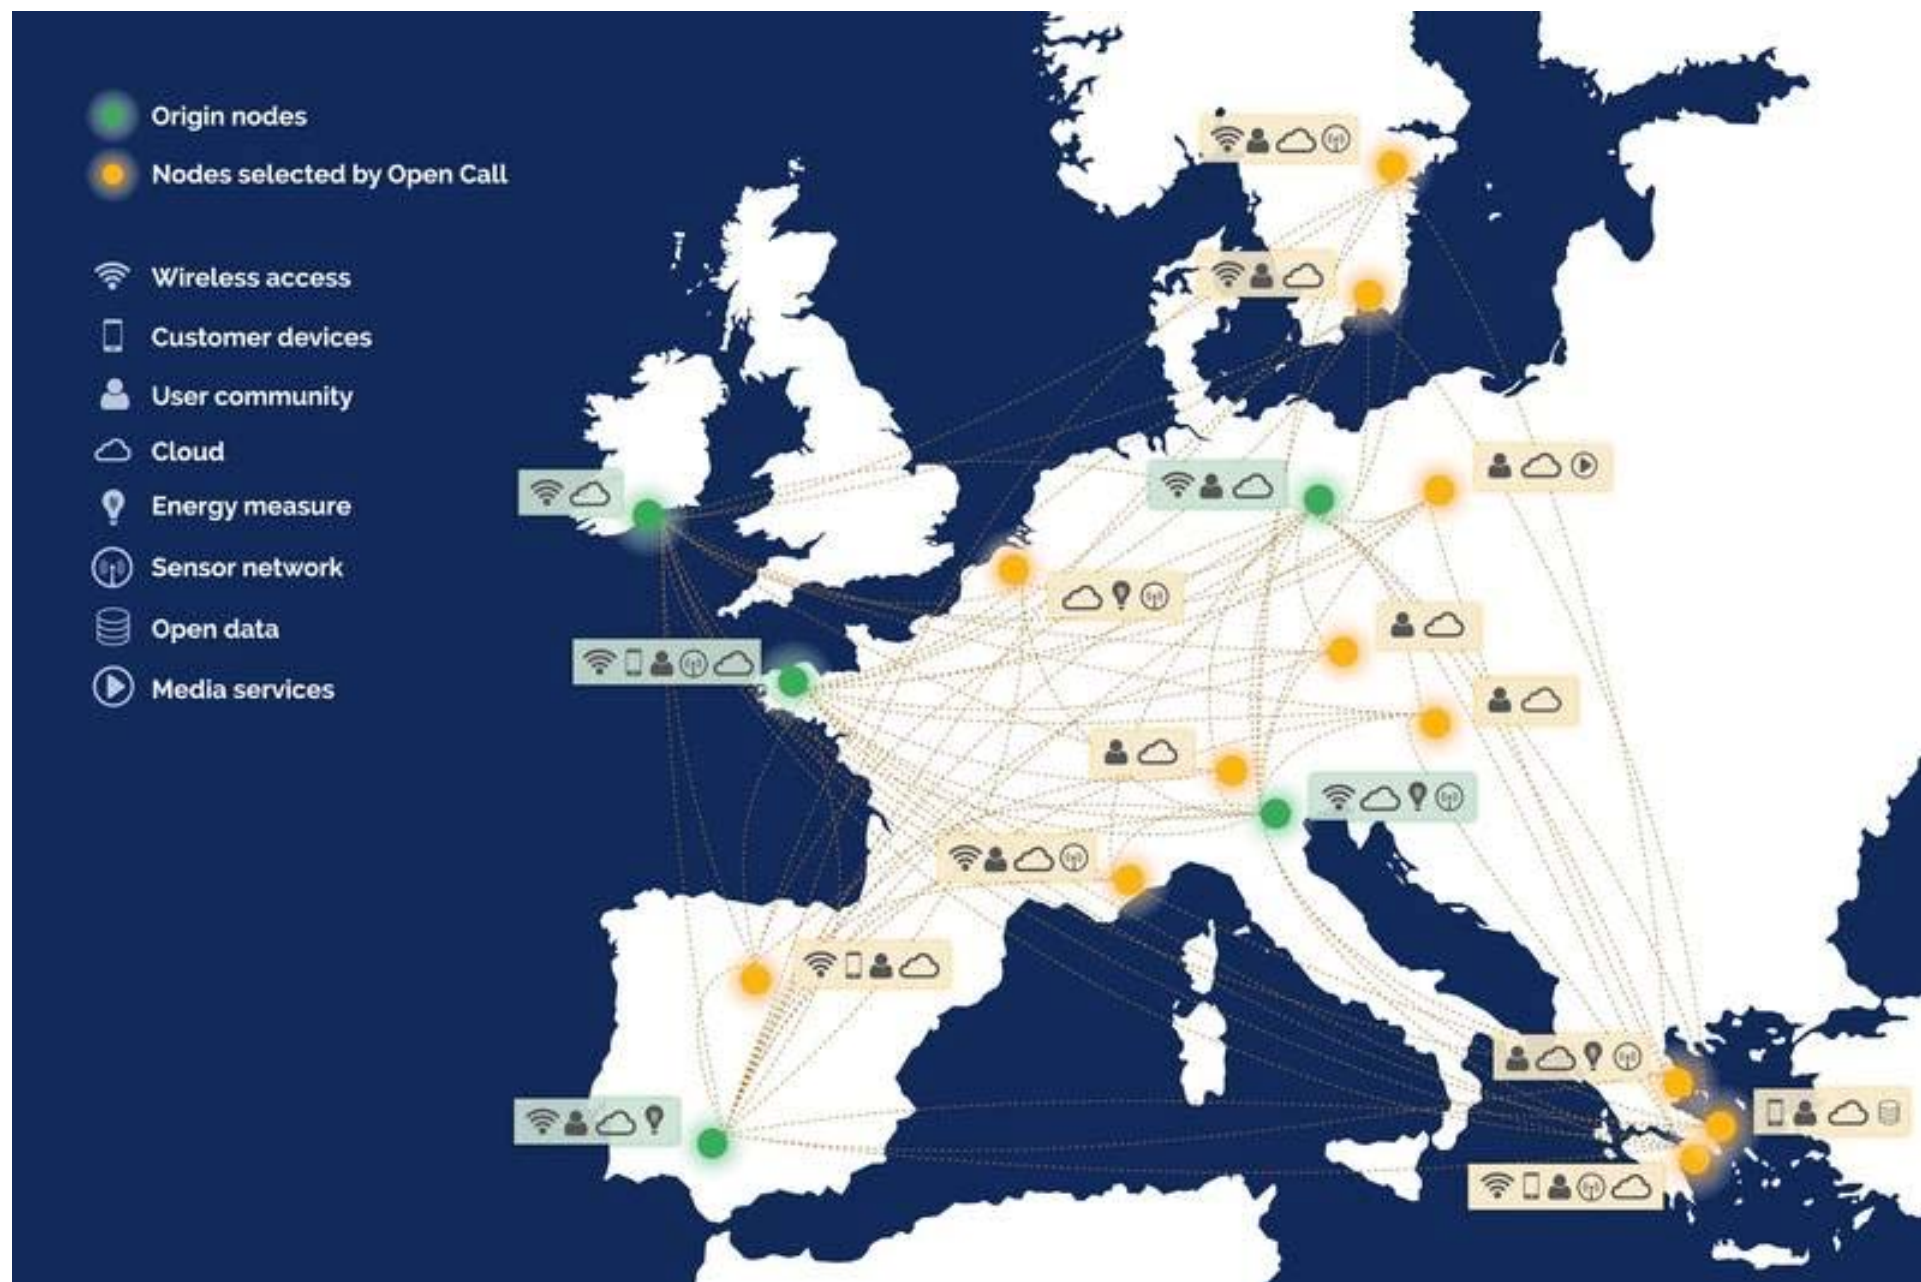 Origin nodes
Nodes selected by Open Call
Wireless access
Customer devices
User community
Cloud
Energy measure
Sensor network
Open data
Media services